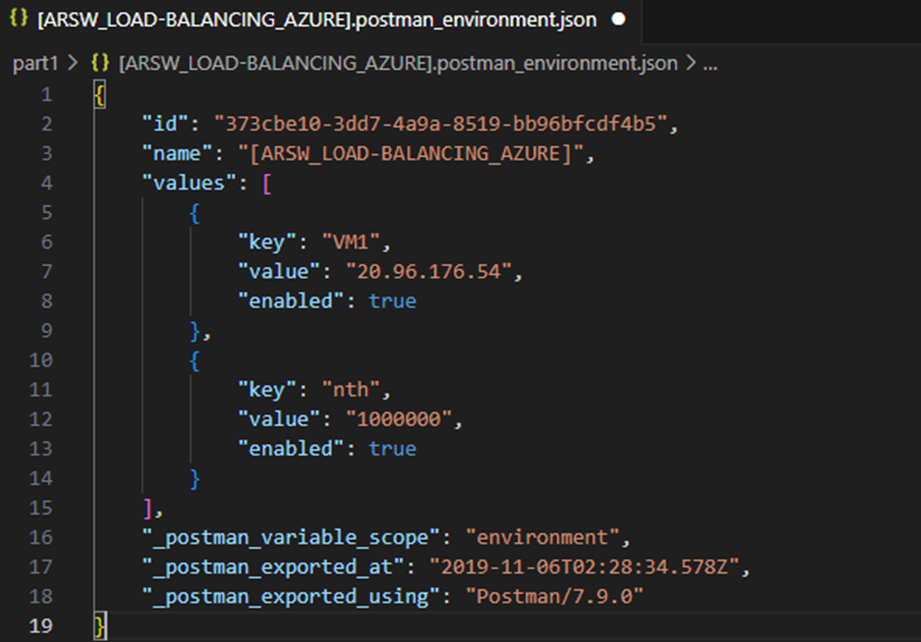 {} [ARSW_LOAD-BALANCING_AZURE].postman_environment.json ●
part1 > {} [ARSW_LOAD-BALANCING_AZURE].postman_environment.json > ...
1 {
2     "id": "373cbe10-3dd7-4a9a-8519-bb96bfcdf4b5",
3     "name": "[ARSW_LOAD-BALANCING_AZURE]",
4     "values": [
5         {
6             "key": "VM1",
7             "value": "20.96.176.54",
8             "enabled": true
9         },
10         {
11             "key": "nth",
12             "value": "1000000",
13             "enabled": true
14         }
15     ],
16     "_postman_variable_scope": "environment",
17     "_postman_exported_at": "2019-11-06T02:28:34.578Z",
18     "_postman_exported_using": "Postman/7.9.0"
19 }